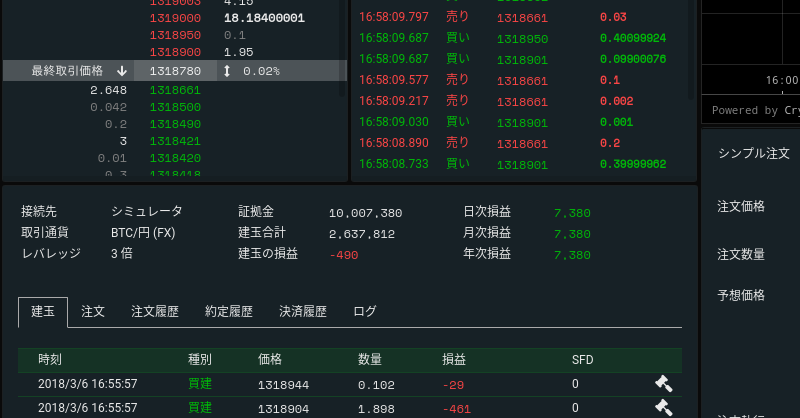 1319003 4.15
1319000 18.18400001
1318950 0.1
1318900 1.95
最終取引価格 1318780 0.02%
2.648 1318661
0.042 1318500
0.2 1318490
3 1318421
0.01 1318420
0.3 1318418
16:58:09.797 売り 1318661 0.03
16:58:09.687 買い 1318950 0.40099924
16:58:09.687 買い 1318901 0.09900076
16:58:09.577 売り 1318661 0.1
16:58:09.217 売り 1318661 0.002
16:58:09.030 買い 1318901 0.001
16:58:08.890 売り 1318661 0.2
16:58:08.733 買い 1318901 0.39999962
16:00
Powered by Cry
シンプル注文
注文価格
注文数量
予想価格
接続先 シミュレータ 証拠金 10,007,380 日次損益 7,380
取引通貨 BTC/円 (FX) 建玉合計 2,637,812 月次損益 7,380
レバレッジ 3 倍 建玉の損益 -490 年次損益 7,380
建玉 注文 注文履歴 約定履歴 決済履歴 ログ
時刻 種別 価格 数量 損益 SFD
2018/3/6 16:55:57 買建 1318944 0.102 -29 0
2018/3/6 16:55:57 買建 1318904 1.898 -461 0